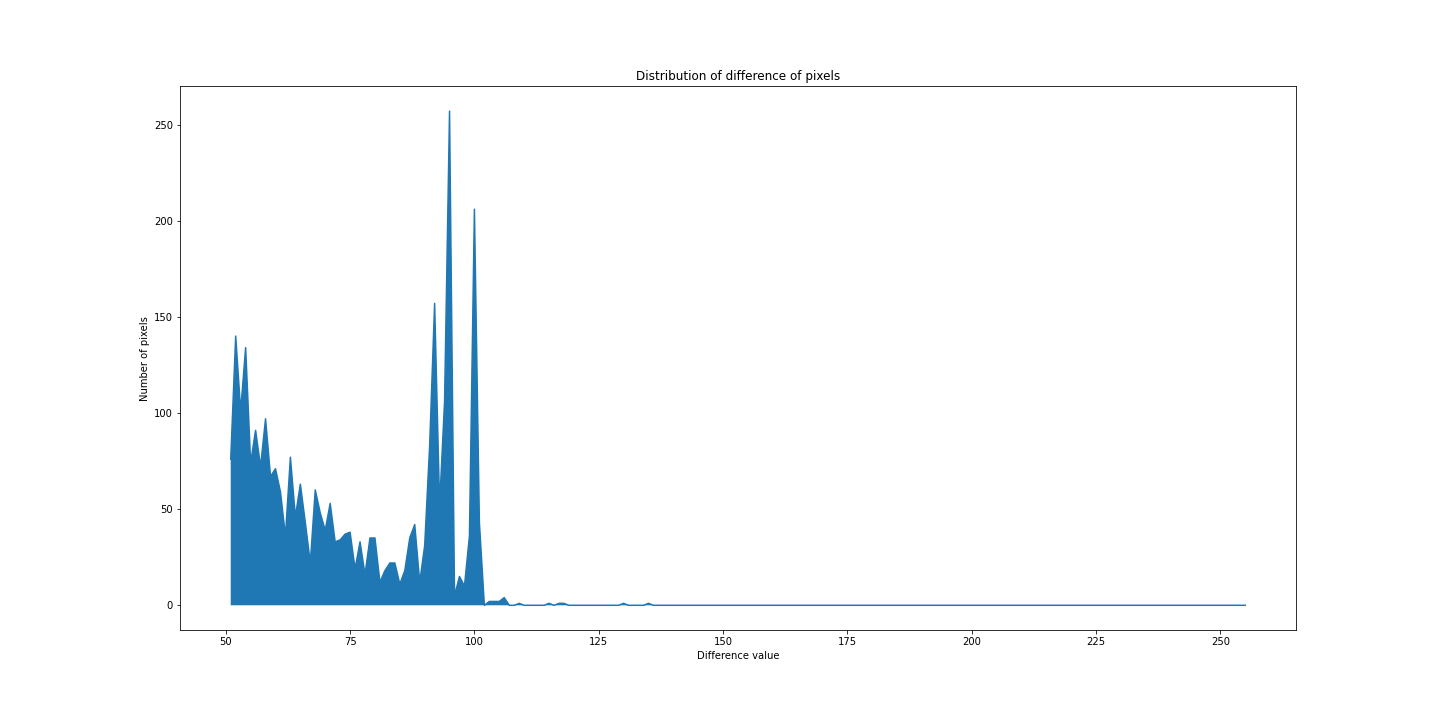 Distribution of difference of pixels
250
200
150
100
50
0
Number of pixels
50 75 100 125 150 175 200 225 250
Difference value